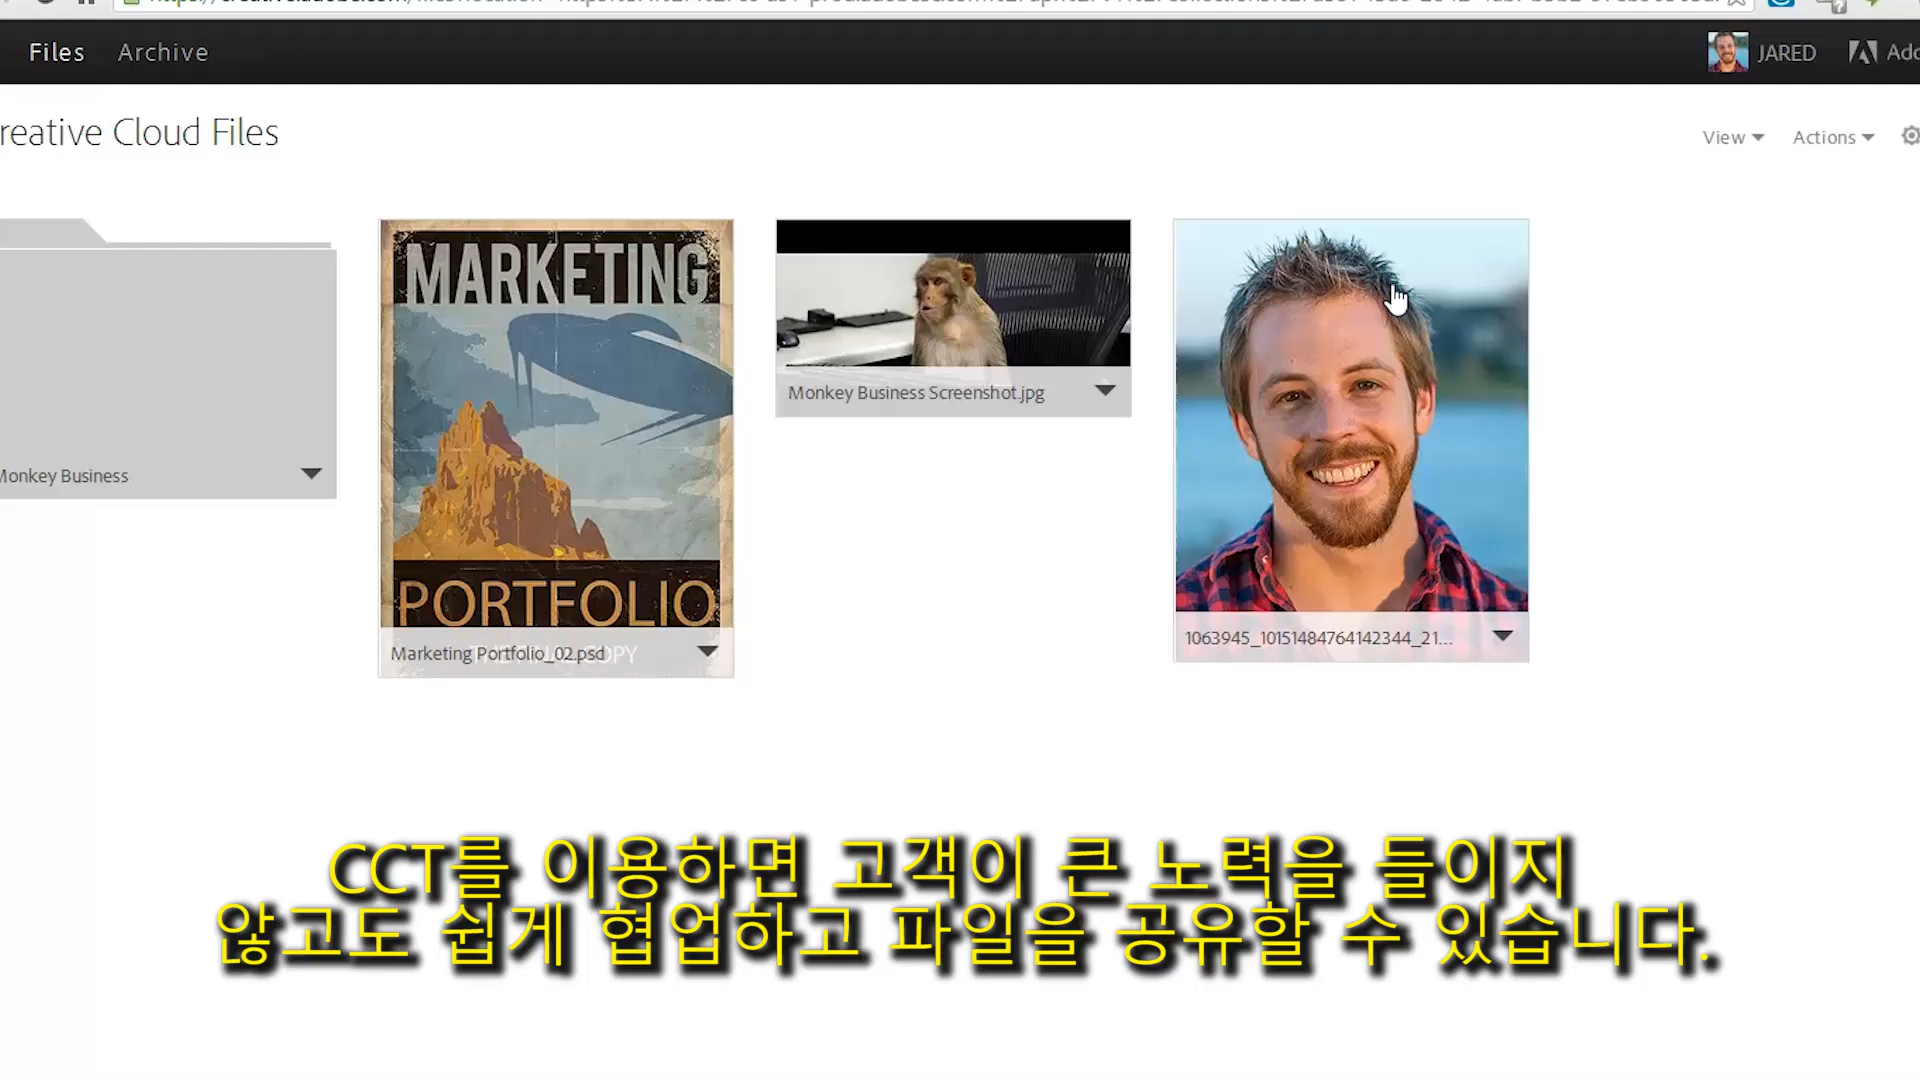 Files Archive
JARED
reative Cloud Files
View Actions
MARKETING
PORTFOLIO
Marketing Portfolio_02.psd
Monkey Business Screenshot.jpg
Monkey Business
1063945_10151484764142344_21...
CCT를 이용하면 고객이 큰 노력을 들이지
않고도 쉽게 협업하고 파일을 공유할 수 있습니다.